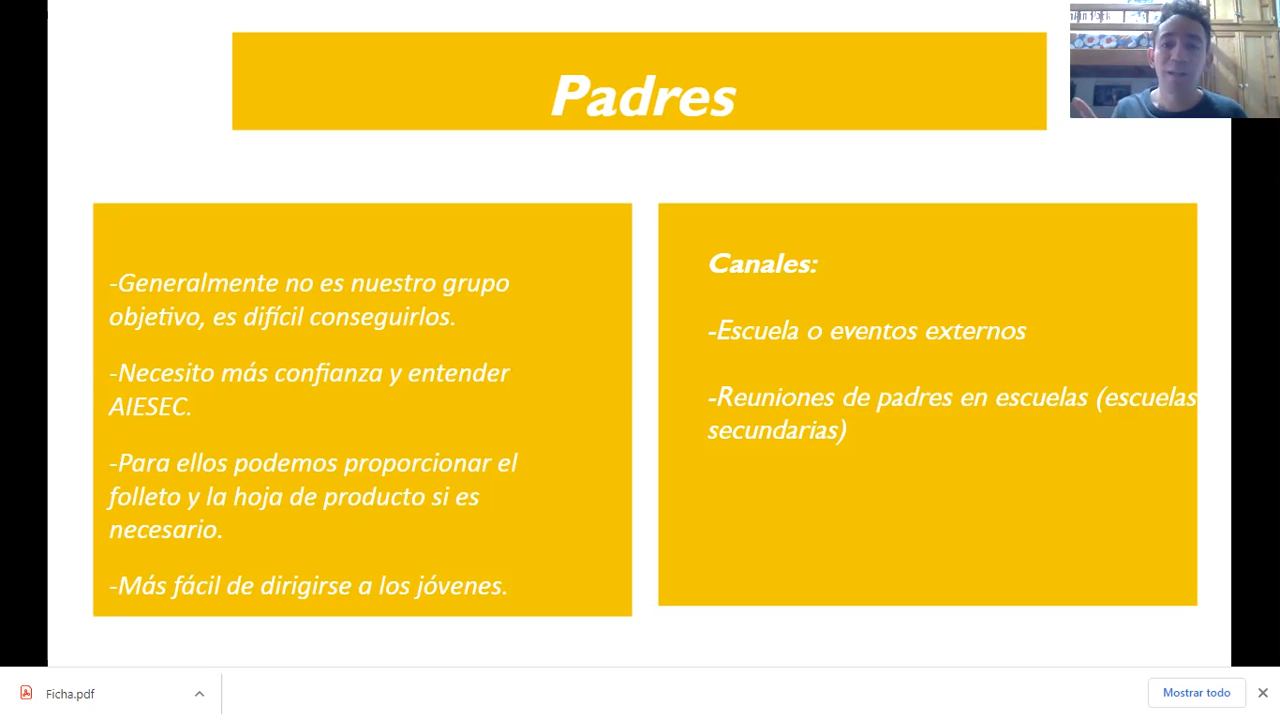 Padres
-Generalmente no es nuestro grupo
objetivo, es difícil conseguirlos.
-Necesito más confianza y entender
AIESEC.
-Para ellos podemos proporcionar el
folleto y la hoja de producto si es
necesario.
-Más fácil de dirigirse a los jóvenes.
Canales:
-Escuela o eventos externos
-Reuniones de padres en escuelas (escuelas
secundarias)
Ficha.pdf
Mostrar todo